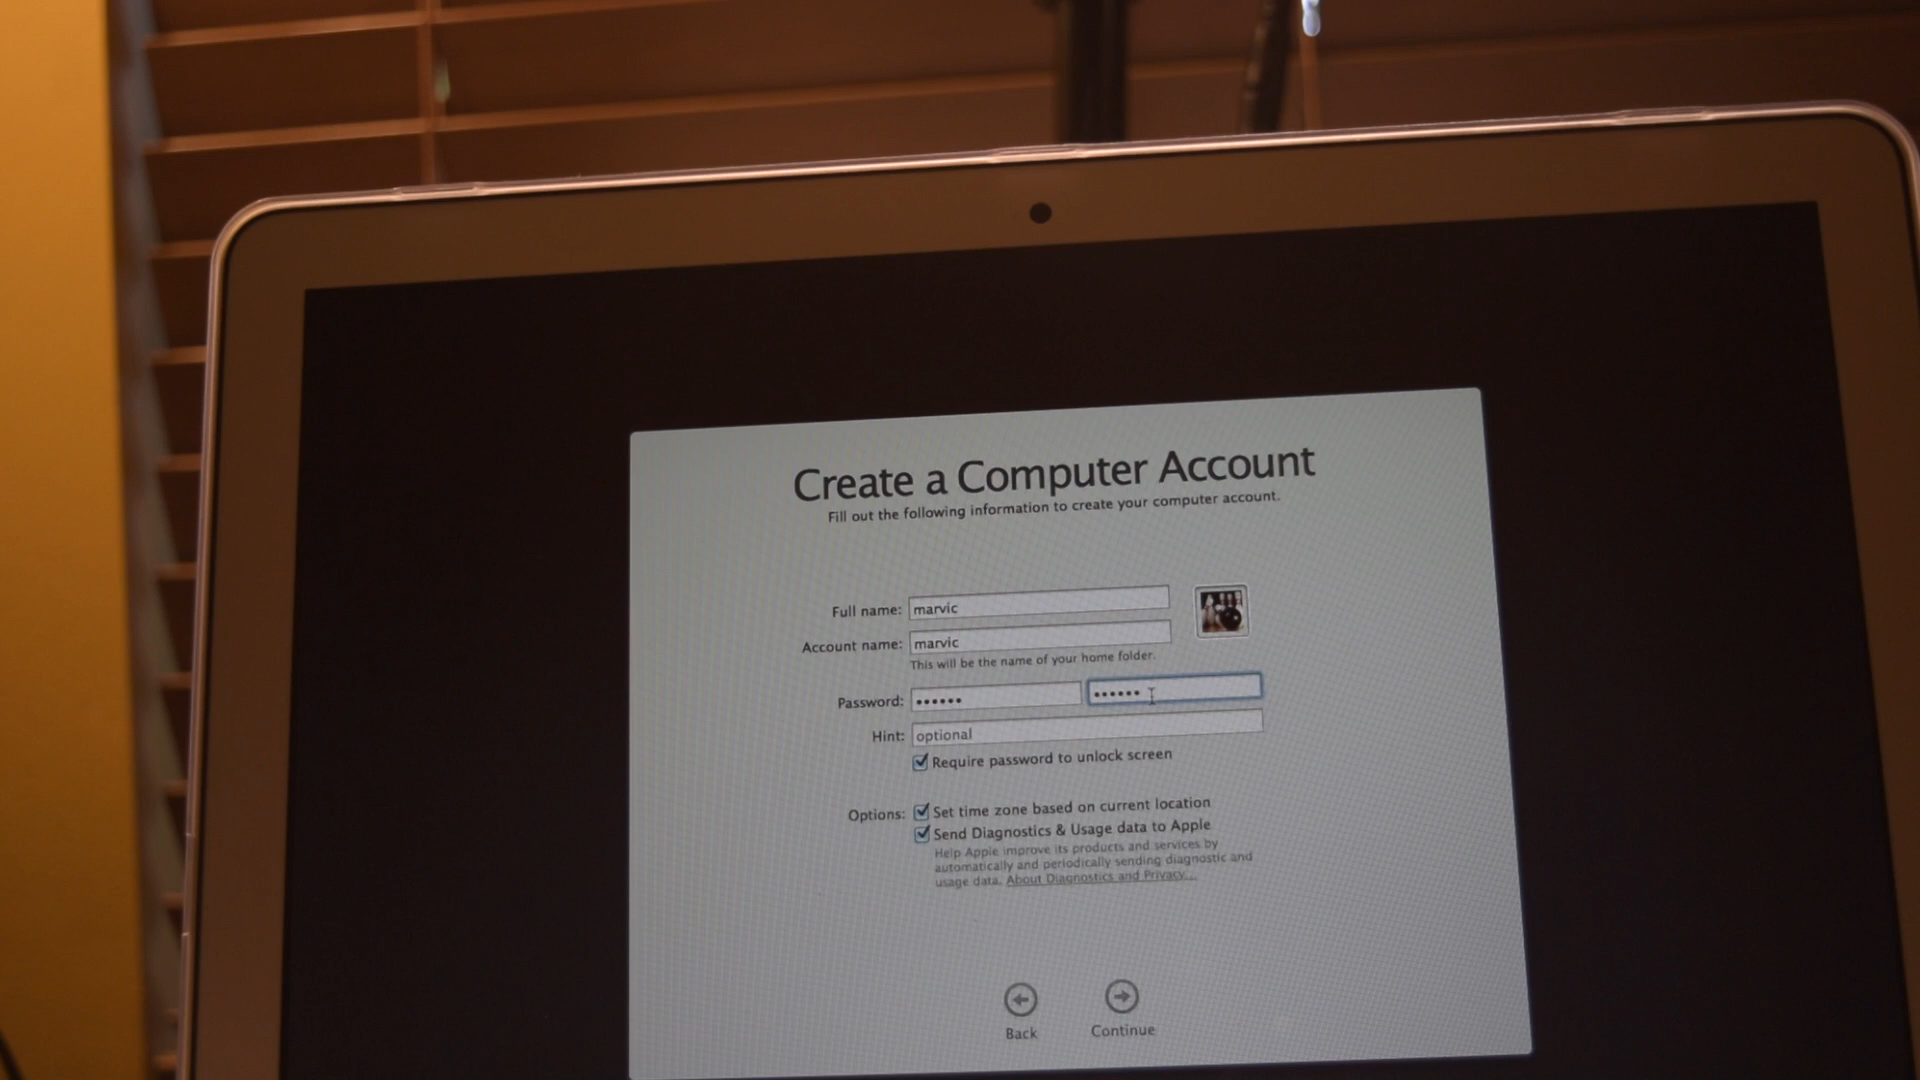 Create a Computer Account
Fill out the following information to create your computer account.
Full name: marvic
Account name: marvic
This will be the name of your home folder.
Password: •••••• ••••••
Hint: optional
Require password to unlock screen
Options: Set time zone based on current location
Send Diagnostics & Usage data to Apple
Help Apple improve its products and services by
automatically and periodically sending diagnostic and
usage data. About Diagnostics and Privacy...
Back Continue